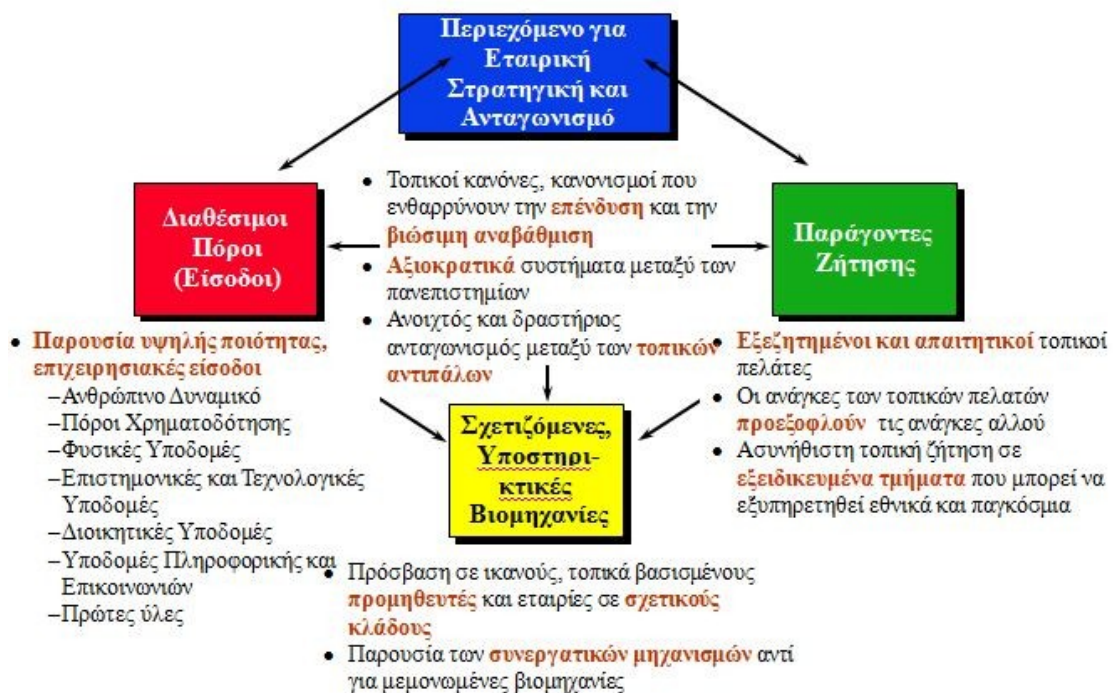 Περιεχόμενο για
Εταιρική
Στρατηγική και
Ανταγωνισμό
Διαθέσιμοι
Πόροι
(Είσοδοι)
• Τοπικοί κανόνες, κανονισμοί που
ενθαρρύνουν την επένδυση και την
βιώσιμη αναβάθμιση
• Αξιοκρατικά συστήματα μεταξύ των
πανεπιστημίων
• Ανοιχτός και δραστήριος
ανταγωνισμός μεταξύ των τοπικών
αντιπάλων
Παράγοντες
Ζήτησης
• Παρουσία υψηλής ποιότητας,
επιχειρησιακές είσοδοι
–Ανθρώπινο Δυναμικό
–Πόροι Χρηματοδότησης
–Φυσικές Υποδομές
–Επιστημονικές και Τεχνολογικές
Υποδομές
–Διοικητικές Υποδομές
–Υποδομές Πληροφορικής και
Επικοινωνιών
–Πρώτες ύλες
Σχετιζόμενες,
Υποστηρι-
κτικές
Βιομηχανίες
• Εξεζητημένοι και απαιτητικοί τοπικοί
πελάτες
• Οι ανάγκες των τοπικών πελατών
προεξοφλούν τις ανάγκες αλλού
• Ασυνήθιστη τοπική ζήτηση σε
εξειδικευμένα τμήματα που μπορεί να
εξυπηρετηθεί εθνικά και παγκόσμια
• Πρόσβαση σε ικανούς, τοπικά βασισμένους
προμηθευτές και εταιρίες σε σχετικούς
κλάδους
• Παρουσία των συνεργατικών μηχανισμών αντί
για μεμονωμένες βιομηχανίες